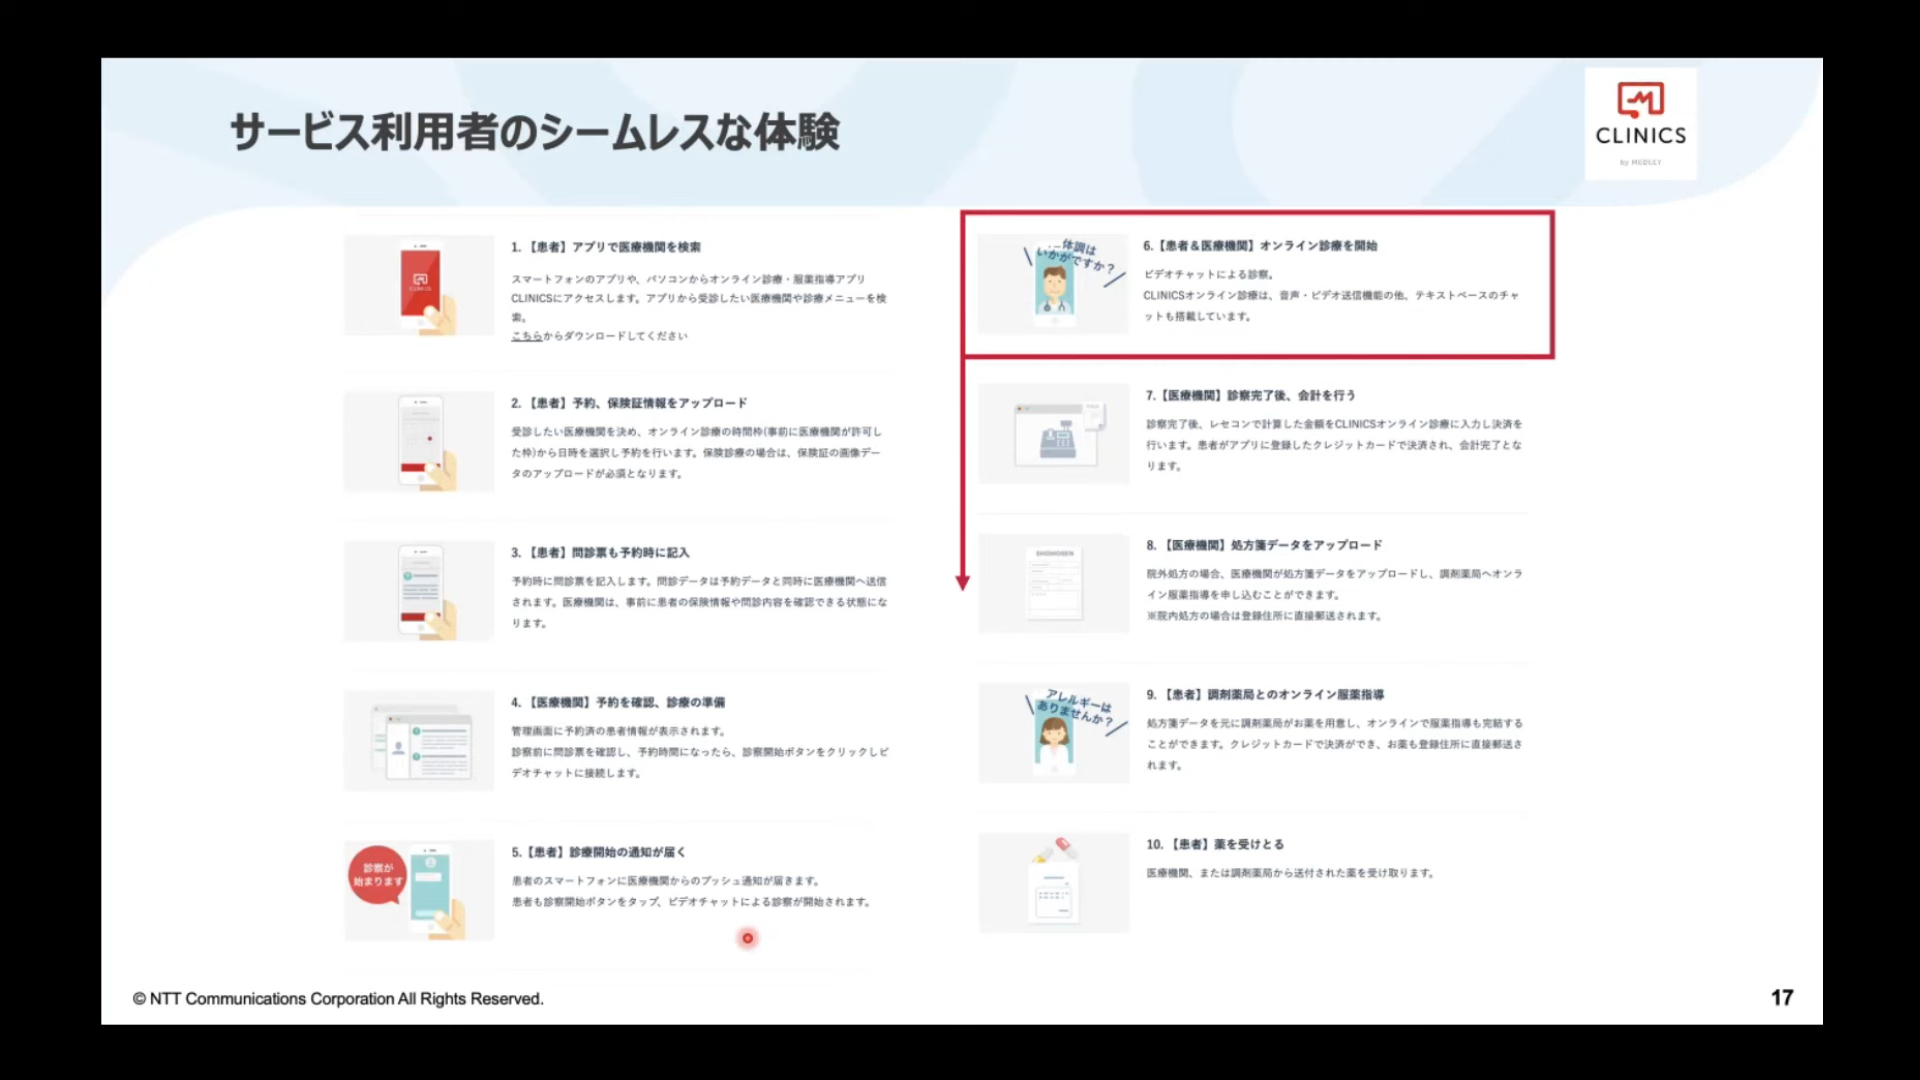 サービス利用者のシームレスな体験
CLINICS
by MEDLEY
1. 【患者】アプリで医療機関を検索
スマートフォンのアプリや、パソコンからオンライン診療・服薬指導アプリ
CLINICSにアクセスします。アプリから受診したい医療機関や診療メニューを検
索。
こちらからダウンロードしてください
2. 【患者】予約、保険証情報をアップロード
受診したい医療機関を決め、オンライン診療の時間枠(事前に医療機関が許可し
た枠)から日時を選択し予約を行います。保険診療の場合は、保険証の画像デー
タのアップロードが必須となります。
3. 【患者】問診票も予約時に記入
予約時に問診票を記入します。問診データは予約データと同時に医療機関へ送信
されます。医療機関は、事前に患者の保険情報や問診内容を確認できる状態にな
ります。
4. 【医療機関】予約を確認、診療の準備
管理画面に予約済の患者情報が表示されます。
診察前に問診票を確認し、予約時間になったら、診察開始ボタンをクリックしビ
デオチャットに接続します。
診察が
始まります
5.【患者】診療開始の通知が届く
患者のスマートフォンに医療機関からのプッシュ通知が届きます。
患者も診察開始ボタンをタップ、ビデオチャットによる診察が開始されます。
…体調は
いかがですか？
6.【患者＆医療機関】オンライン診療を開始
ビデオチャットによる診察。
CLINICSオンライン診療は、音声・ビデオ送信機能の他、テキストベースのチャ
ットも搭載しています。
7.【医療機関】診察完了後、会計を行う
診察完了後、レセコンで計算した金額をCLINICSオンライン診療に入力し決済を
行います。患者がアプリに登録したクレジットカードで決済され、会計完了とな
ります。
SHOHOSEN
8. 【医療機関】処方箋データをアップロード
院外処方の場合、医療機関が処方箋データをアップロードし、調剤薬局へオンラ
イン服薬指導を申し込むことができます。
※院内処方の場合は登録住所に直接郵送されます。
アレルギーは
ありませんか？
9. 【患者】調剤薬局とのオンライン服薬指導
処方箋データを元に調剤薬局がお薬を用意し、オンラインで服薬指導も完結する
ことができます。クレジットカードで決済ができ、お薬も登録住所に直接郵送さ
れます。
10. 【患者】薬を受けとる
医療機関、または調剤薬局から送付された薬を受け取ります。
© NTT Communications Corporation All Rights Reserved.
17